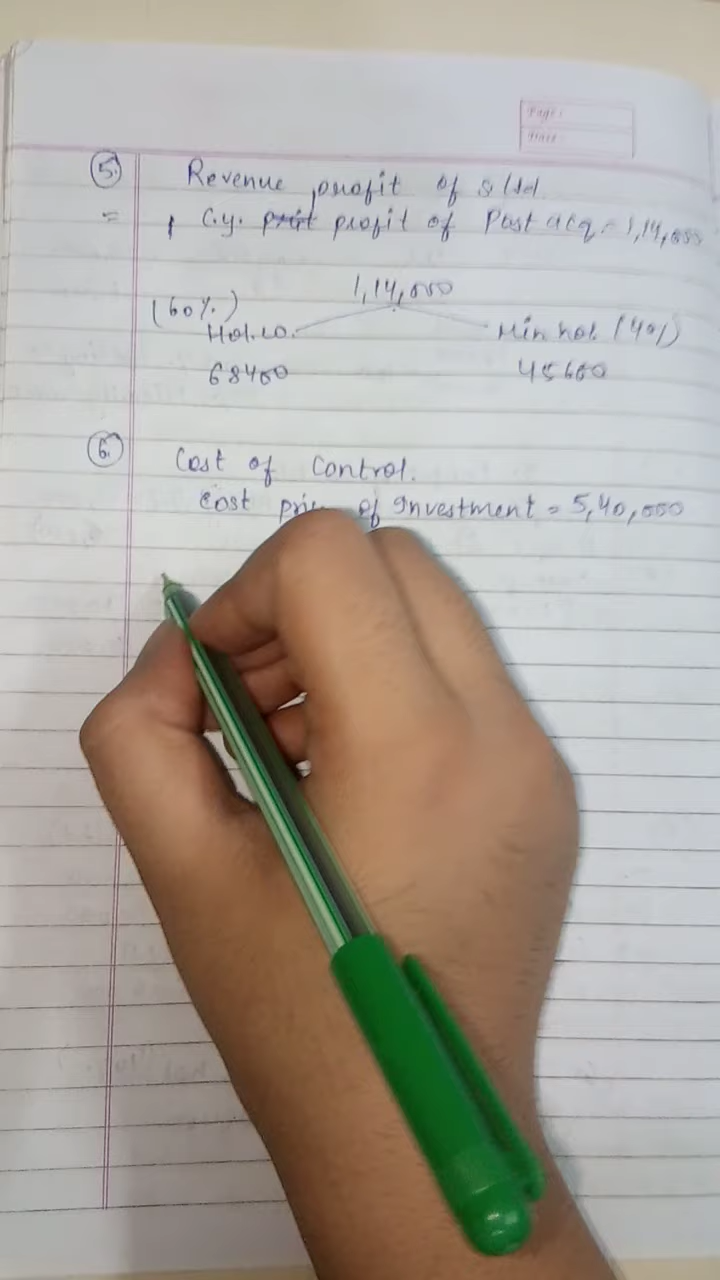 Page:
Date:
5. Revenue profit of S ltd.
= C.y. profit of Post acq = 1,14,000
1,14,000
(60%)
Hol.co. Min hol. (40%)
68400 45600
6. Cost of Control.
Cost price of Investment = 5,40,000